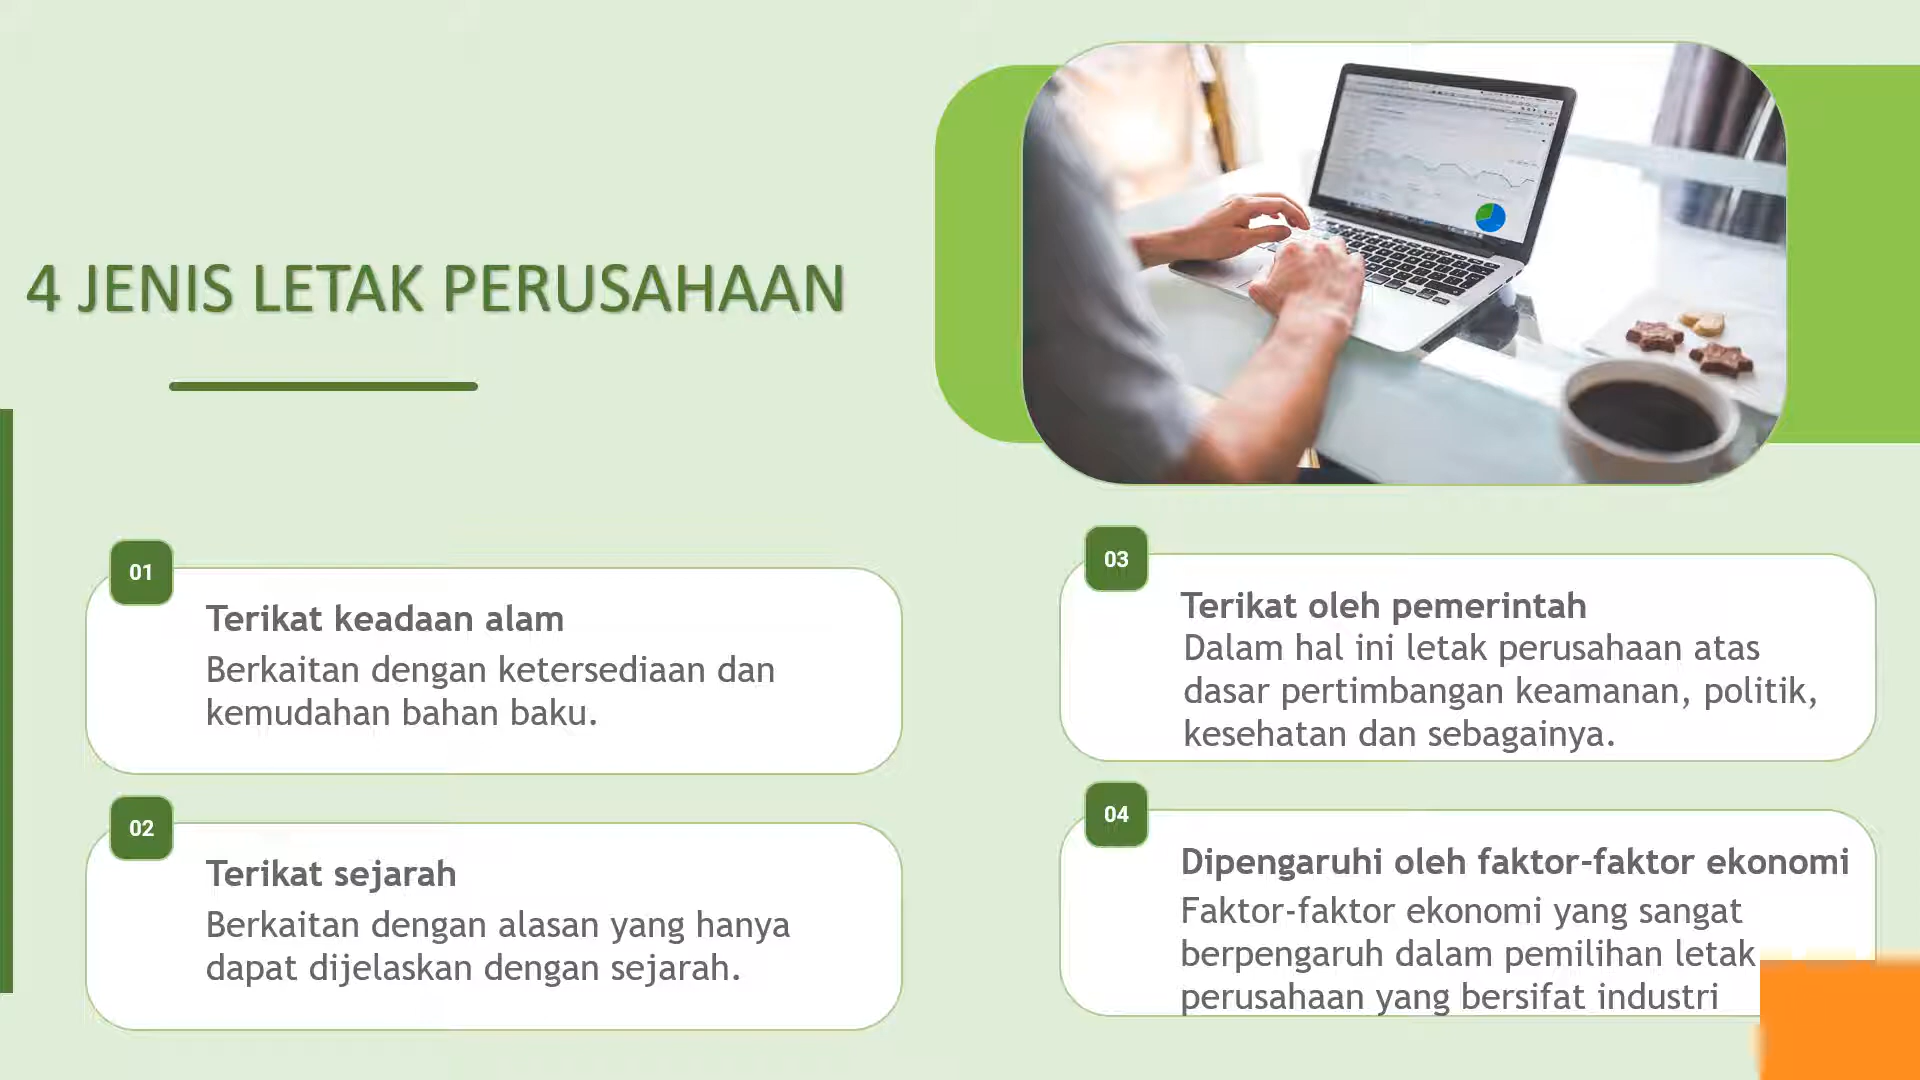 4 JENIS LETAK PERUSAHAAN
01
Terikat keadaan alam
Berkaitan dengan ketersediaan dan
kemudahan bahan baku.
02
Terikat sejarah
Berkaitan dengan alasan yang hanya
dapat dijelaskan dengan sejarah.
03
Terikat oleh pemerintah
Dalam hal ini letak perusahaan atas
dasar pertimbangan keamanan, politik,
kesehatan dan sebagainya.
04
Dipengaruhi oleh faktor-faktor ekonomi
Faktor-faktor ekonomi yang sangat
berpengaruh dalam pemilihan letak
perusahaan yang bersifat industri